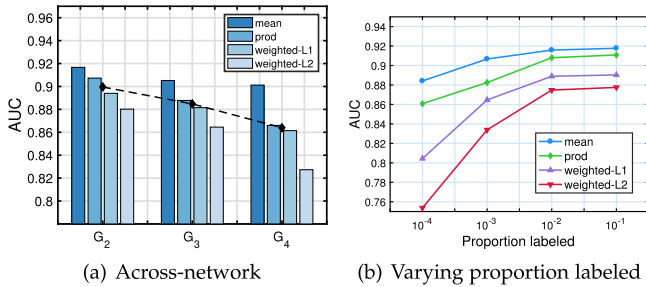 AUC
0.96
0.94
0.92
0.9
0.88
0.86
0.84
0.82
0.8
mean
prod
weighted-L1
weighted-L2
G2
G3
G4
(a) Across-network
AUC
0.94
0.92
0.9
0.88
0.86
0.84
0.82
0.8
0.78
0.76
mean
prod
weighted-L1
weighted-L2
10-4
10-3
10-2
10-1
Proportion labeled
(b) Varying proportion labeled